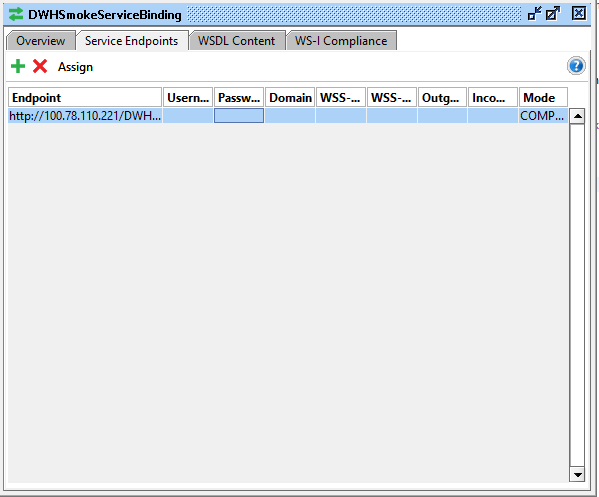 DWHSmokeServiceBinding
Overview Service Endpoints WSDL Content WS-I Compliance
Assign ?
Endpoint Usern... Passw... Domain WSS-... WSS-... Outg... Inco... Mode
http://100.78.110.221/DWH... COMP...